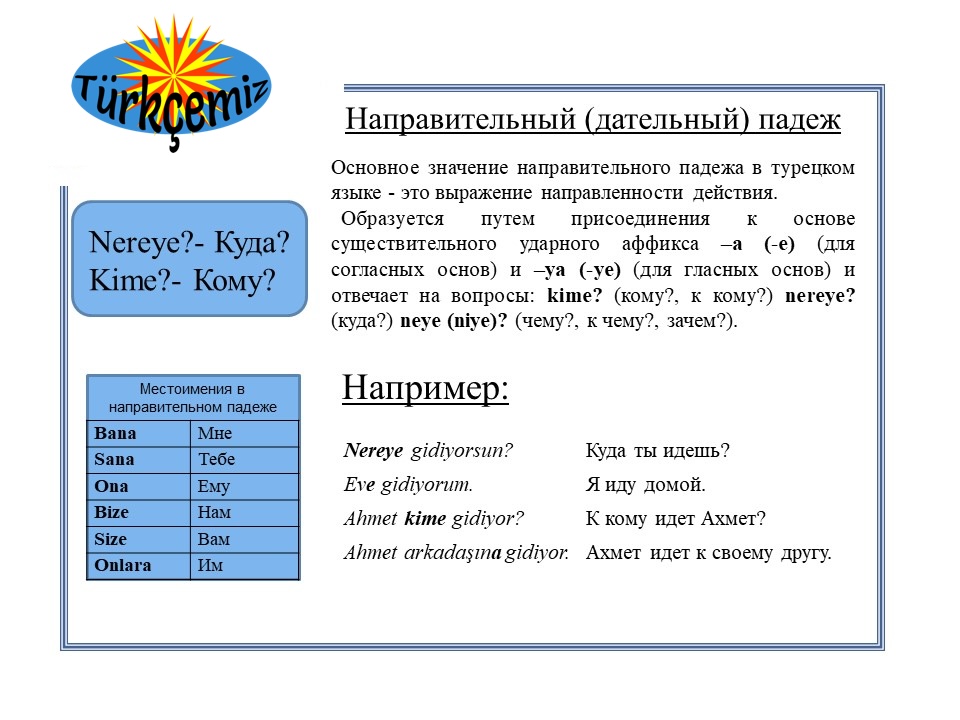 Türkçemiz
Направительный (дательный) падеж
Основное значение направительного падежа в турецком
языке - это выражение направленности действия.
Образуется путем присоединения к основе
существительного ударного аффикса –а (-е) (для
согласных основ) и –ya (-ye) (для гласных основ) и
отвечает на вопросы: kime? (кому?, к кому?) nereye?
(куда?) neye (niye)? (чему?, к чему?, зачем?).
Nereye?- Куда?
Kime?- Кому?
Местоимения в
направительном падеже
Bana Мне
Sana Тебе
Ona Ему
Bize Нам
Size Вам
Onlara Им
Например:
Nereye gidiyorsun? Куда ты идешь?
Eve gidiyorum. Я иду домой.
Ahmet kime gidiyor? К кому идет Ахмет?
Ahmet arkadaşına gidiyor. Ахмет идет к своему другу.